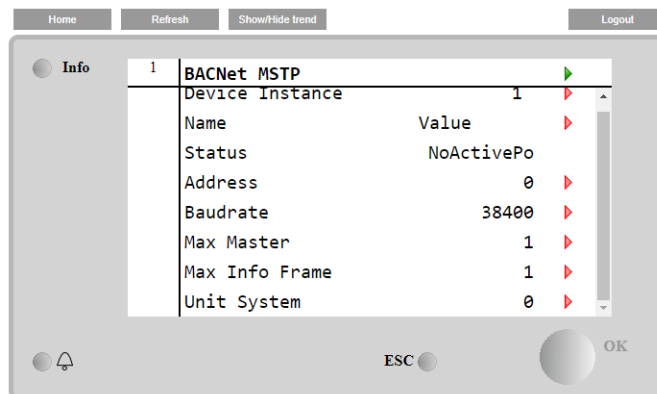 Home Refresh Show/Hide trend Logout
Info
1 BACNet MSTP
Device Instance 1
Name Value
Status NoActivePo
Address 0
Baudrate 38400
Max Master 1
Max Info Frame 1
Unit System 0
ESC OK